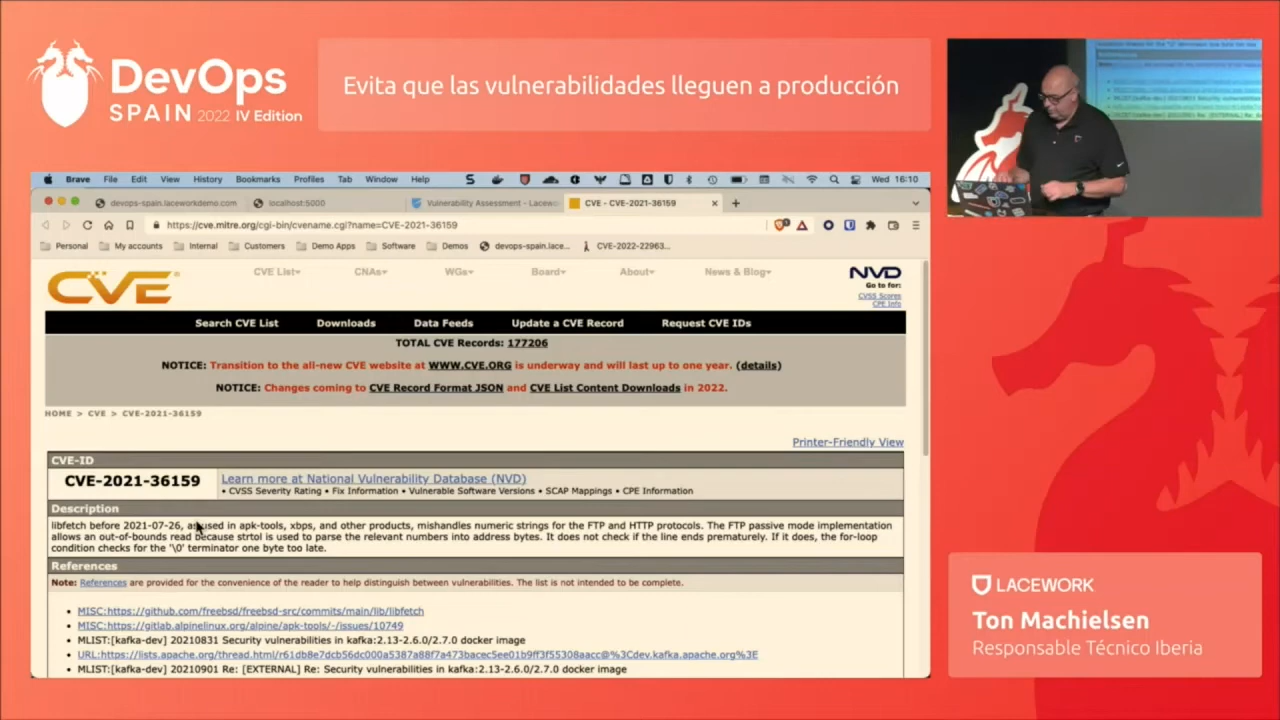 DevOps
SPAIN 2022 IV Edition
Evita que las vulnerabilidades lleguen a producción
Brave File Edit View History Bookmarks Profiles Tab Window Help Wed 16:10
devops-spain.laceworkdemo.com
localhost:5000
Vulnerability Assessment - Lacewo
CVE - CVE-2021-36159
https://cve.mitre.org/cgi-bin/cvename.cgi?name=CVE-2021-36159
Personal My accounts Internal Customers Demo Apps Software Demos devops-spain.lace... CVE-2022-22963...
CVE
CVE List▾ CNAs▾ WGs▾ Board▾ About▾ News & Blog▾
NVD
Go to for:
CVSS Scores
CPE Info
Search CVE List Downloads Data Feeds Update a CVE Record Request CVE IDs
TOTAL CVE Records: 177206
NOTICE: Transition to the all-new CVE website at WWW.CVE.ORG is underway and will last up to one year. (details)
NOTICE: Changes coming to CVE Record Format JSON and CVE List Content Downloads in 2022.
HOME > CVE > CVE-2021-36159
Printer-Friendly View
CVE-ID
CVE-2021-36159
Learn more at National Vulnerability Database (NVD)
• CVSS Severity Rating • Fix Information • Vulnerable Software Versions • SCAP Mappings • CPE Information
Description
libfetch before 2021-07-26, as used in apk-tools, xbps, and other products, mishandles numeric strings for the FTP and HTTP protocols. The FTP passive mode implementation
allows an out-of-bounds read because strtol is used to parse the relevant numbers into address bytes. It does not check if the line ends prematurely. If it does, the for-loop
condition checks for the '\0' terminator one byte too late.
References
Note: References are provided for the convenience of the reader to help distinguish between vulnerabilities. The list is not intended to be complete.
• MISC:https://github.com/freebsd/freebsd-src/commits/main/lib/libfetch
• MISC:https://gitlab.alpinelinux.org/alpine/apk-tools/-/issues/10749
• MLIST:[kafka-dev] 20210831 Security vulnerabilities in kafka:2.13-2.6.0/2.7.0 docker image
• URL:https://lists.apache.org/thread.html/r61db8e7dcb56dc000a5387a88f7a473bacec5ee01b9ff3f55308aacc@%3Cdev.kafka.apache.org%3E
• MLIST:[kafka-dev] 20210901 Re: [EXTERNAL] Re: Security vulnerabilities in kafka:2.13-2.6.0/2.7.0 docker image
LACEWORK
Ton Machielsen
Responsable Técnico Iberia